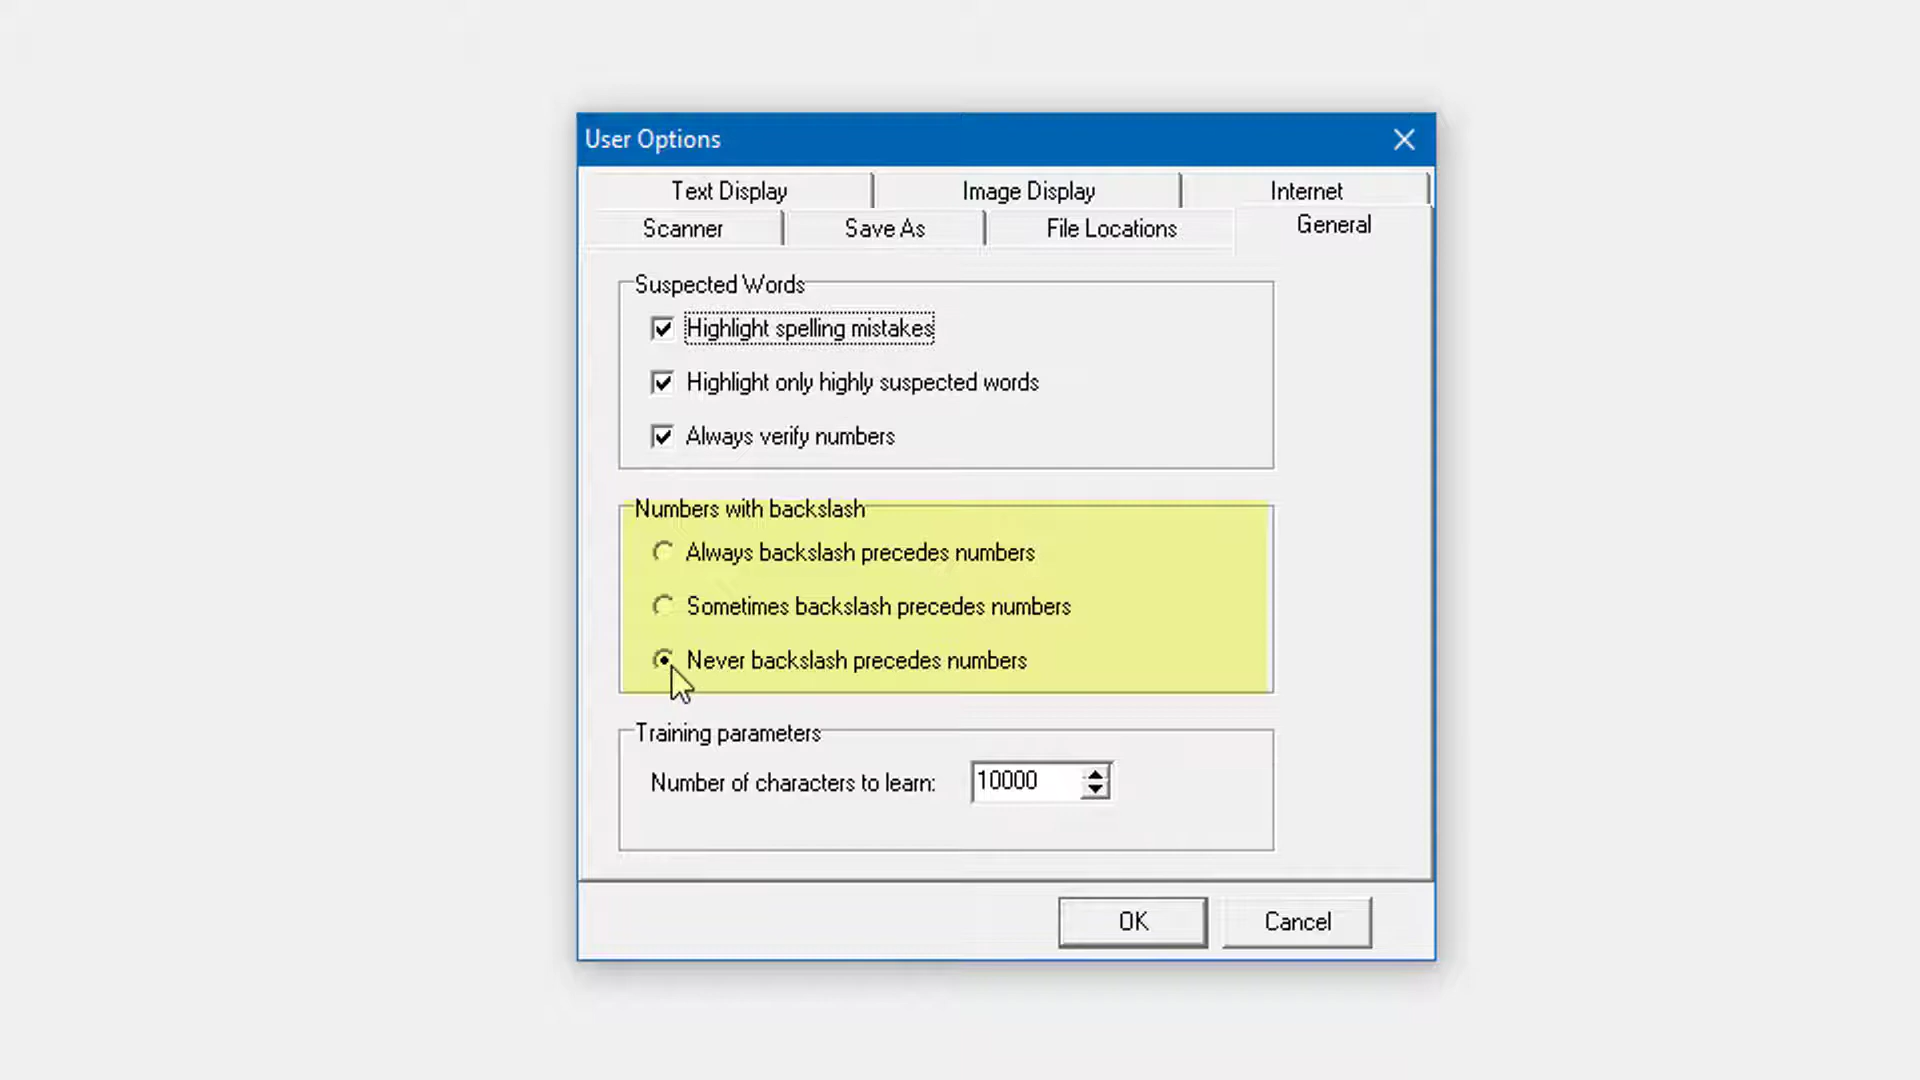 User Options
Text Display Image Display Internet
Scanner Save As File Locations General
Suspected Words
Highlight spelling mistakes
Highlight only highly suspected words
Always verify numbers
Numbers with backslash
Always backslash precedes numbers
Sometimes backslash precedes numbers
Never backslash precedes numbers
Training parameters
Number of characters to learn: 10000
OK Cancel